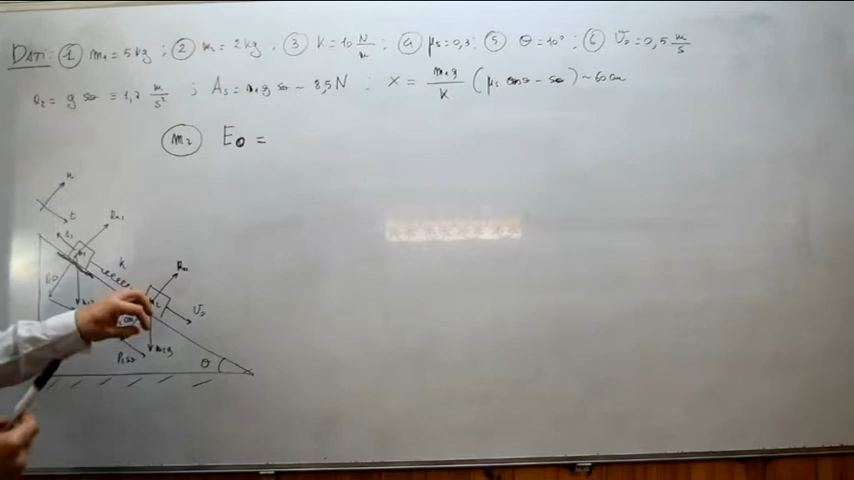 DATI: ① m₁ = 5 kg ; ② m₂ = 2 kg ; ③ K = 10 N/m ; ④ μs = 0,3 ; ⑤ θ = 10° ; ⑥ v₀ = 0,5 m/s
a₂ = g sθ = 1,7 m/s² ; As = m₁g sθ ~ 8,5 N ; x = m₁g/K (μs cosθ - sθ) ~ 60 cm
m₂ E₀ =
n
t
K
v₀
m₂g
θ